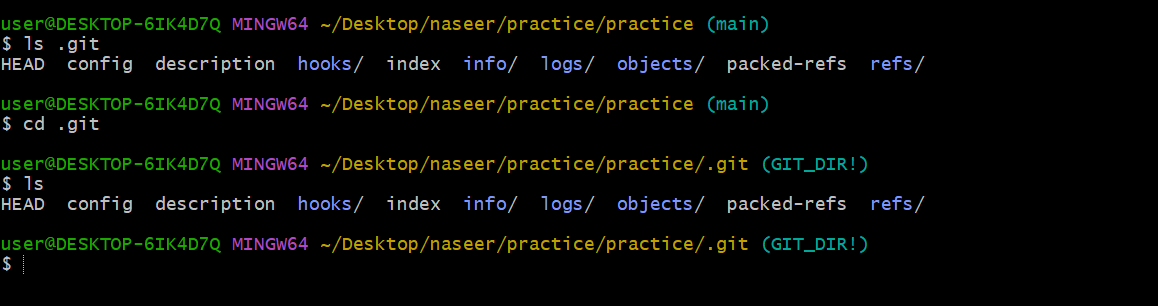 user@DESKTOP-6IK4D7Q MINGW64 ~/Desktop/naseer/practice/practice (main)
$ ls .git
HEAD  config  description  hooks/  index  info/  logs/  objects/  packed-refs  refs/
user@DESKTOP-6IK4D7Q MINGW64 ~/Desktop/naseer/practice/practice (main)
$ cd .git
user@DESKTOP-6IK4D7Q MINGW64 ~/Desktop/naseer/practice/practice/.git (GIT_DIR!)
$ ls
HEAD  config  description  hooks/  index  info/  logs/  objects/  packed-refs  refs/
user@DESKTOP-6IK4D7Q MINGW64 ~/Desktop/naseer/practice/practice/.git (GIT_DIR!)
$